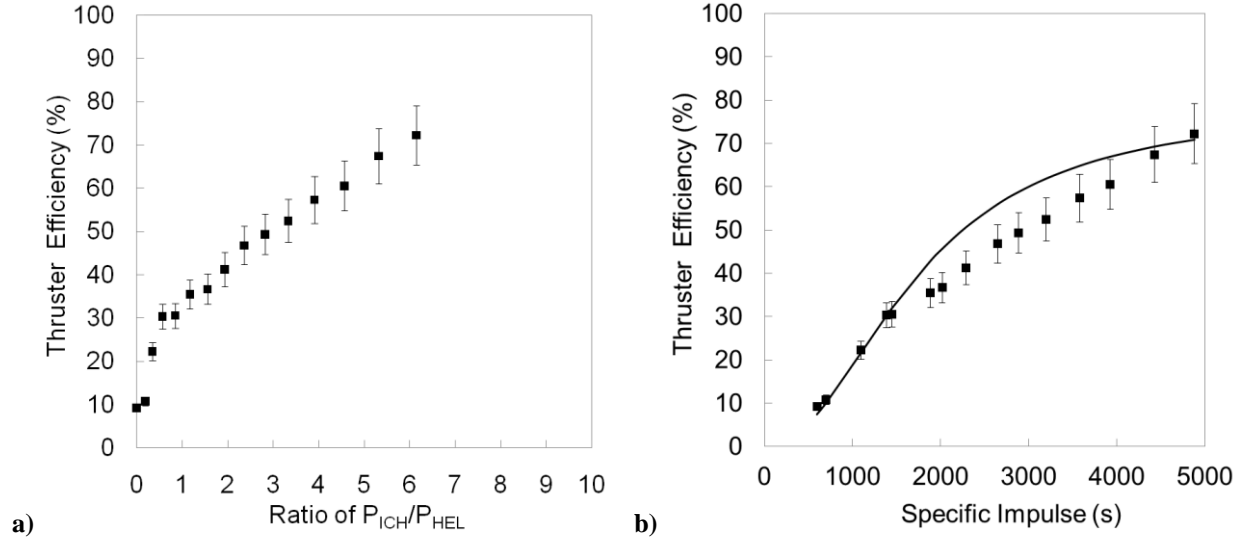 100
90
80
70
60
50
40
30
20
10
0
Thruster Efficiency (%)
0 1 2 3 4 5 6 7 8 9 10
Ratio of P_ICH/P_HEL
a)
100
90
80
70
60
50
40
30
20
10
0
Thruster Efficiency (%)
0 1000 2000 3000 4000 5000
Specific Impulse (s)
b)